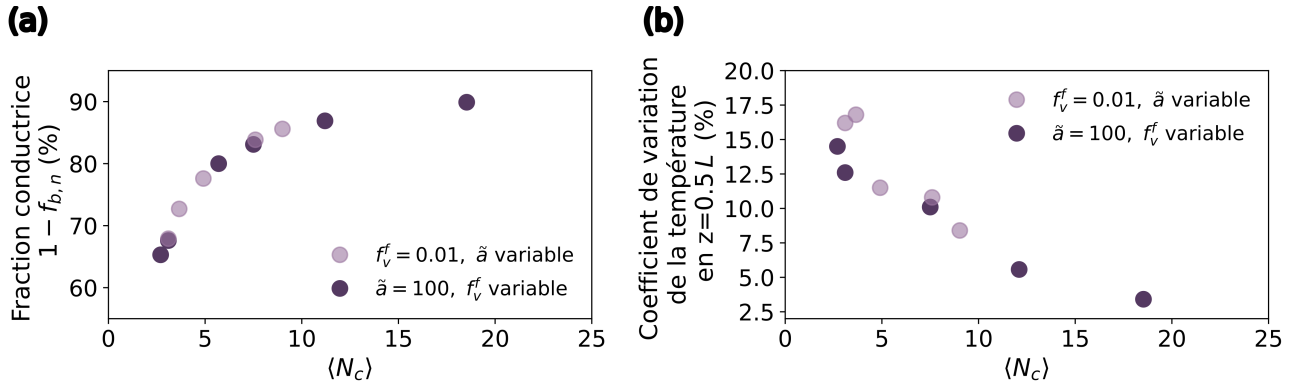 (a)
Fraction conductrice
1 − f_{b,n} (%)
90
80
70
60
0 5 10 15 20 25
⟨N_c⟩
f_v^f = 0.01, ã variable
ã = 100, f_v^f variable
(b)
Coefficient de variation
de la température
en z=0.5 L (%)
20.0
17.5
15.0
12.5
10.0
7.5
5.0
2.5
0 5 10 15 20 25
⟨N_c⟩
f_v^f = 0.01, ã variable
ã = 100, f_v^f variable